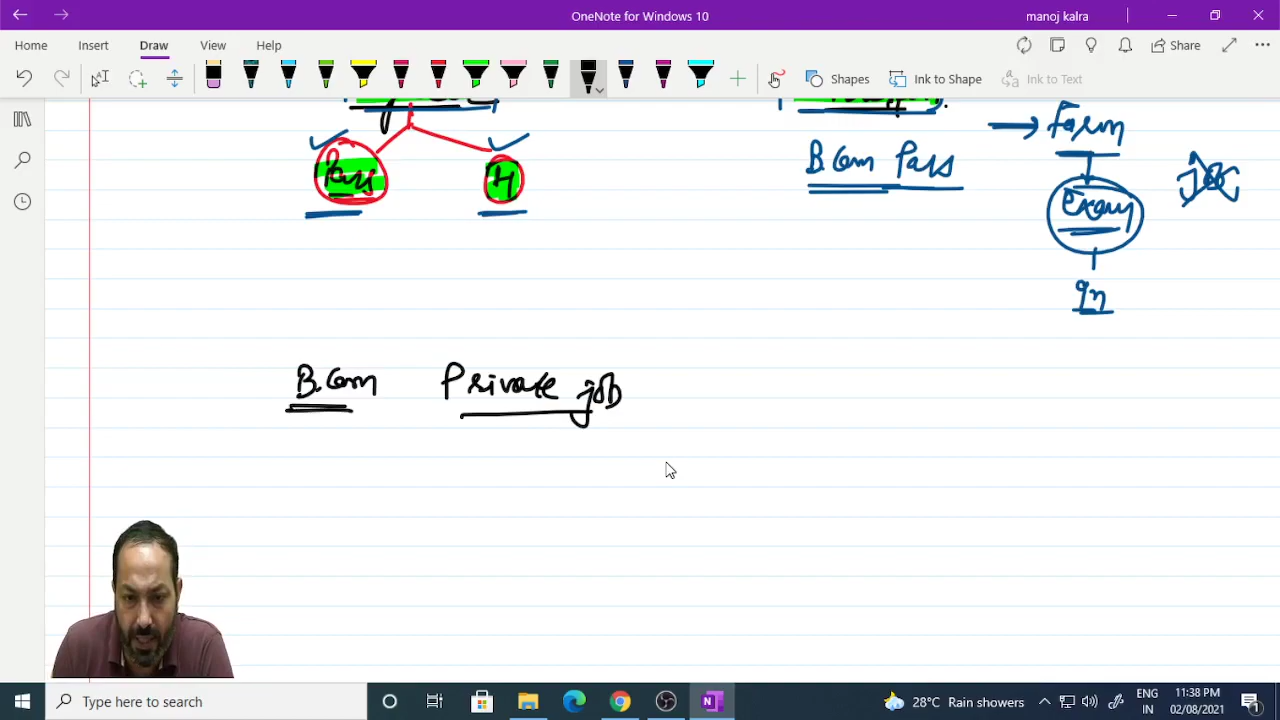 OneNote for Windows 10
manoj kalra
Home Insert Draw View Help
Share
Shapes
Ink to Shape
Ink to Text
Pass H
B.Com Pass
Form
Exam
job
B.Com Private job
Type here to search
28°C Rain showers
ENG
IN
11:38 PM
02/08/2021
1